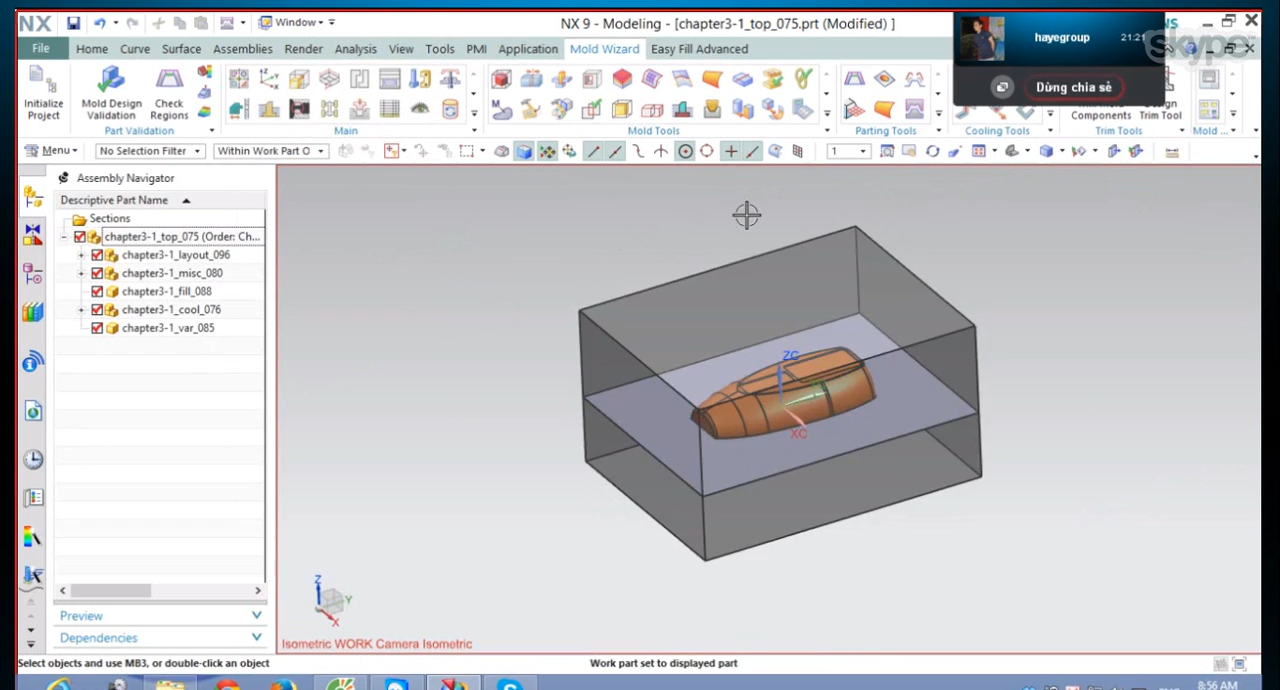 NX Window NX 9 - Modeling - [chapter3-1_top_075.prt (Modified) ] NS
hayegroup 21:21 skype
File Home Curve Surface Assemblies Render Analysis View Tools PMI Application Mold Wizard Easy Fill Advanced
Dừng chia sẻ
Initialize Project
Mold Design Validation
Check Regions
Components
Trim Tool
Part Validation Main Mold Tools Parting Tools Cooling Tools Trim Tools Mold ...
Menu No Selection Filter Within Work Part O 1
Assembly Navigator
Descriptive Part Name
Sections
chapter3-1_top_075 (Order: Ch...
chapter3-1_layout_096
chapter3-1_misc_080
chapter3-1_fill_088
chapter3-1_cool_076
chapter3-1_var_085
ZC
XC
Z
Y
X
Preview
Dependencies
Isometric WORK Camera Isometric
Select objects and use MB3, or double-click an object Work part set to displayed part
8:56 AM